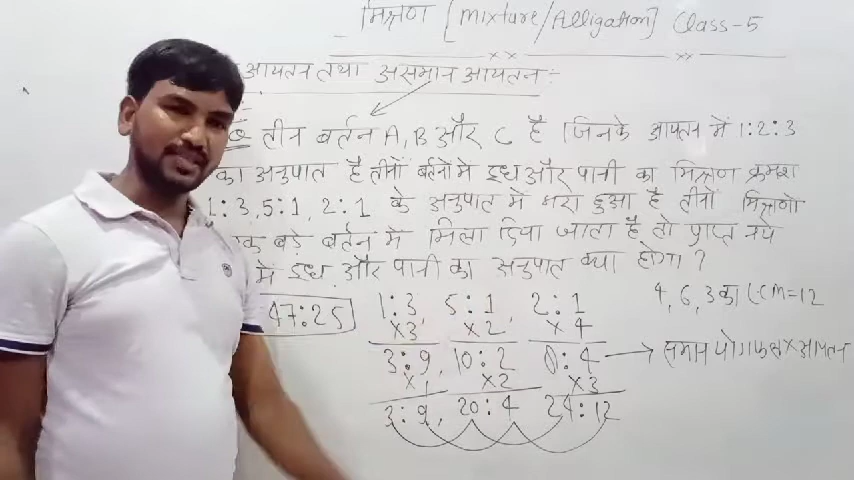 मिश्रण [Mixture/Alligation] Class-5
आयतन तथा असमान आयतन :-
तीन बर्तन A, B और C है जिनके आयतन में 1:2:3
का अनुपात है तीनों बर्तनों में दूध और पानी का मिश्रण क्रमश
1:3, 5:1, 2:1 के अनुपात में भरा हुआ है तीनों मिश्रणों
बड़े बर्तन में मिला दिया जाता है तो प्राप्त नये
में दूध और पानी का अनुपात क्या होगा ?
4, 6, 3 का LCM=12
47:25
1:3, 5:1, 2:1
×3, ×2, ×4
3:9, 10:2 :4 → समान योगफल × आयतन
×1 ×2 ×3
3:9, 20:4 24:12